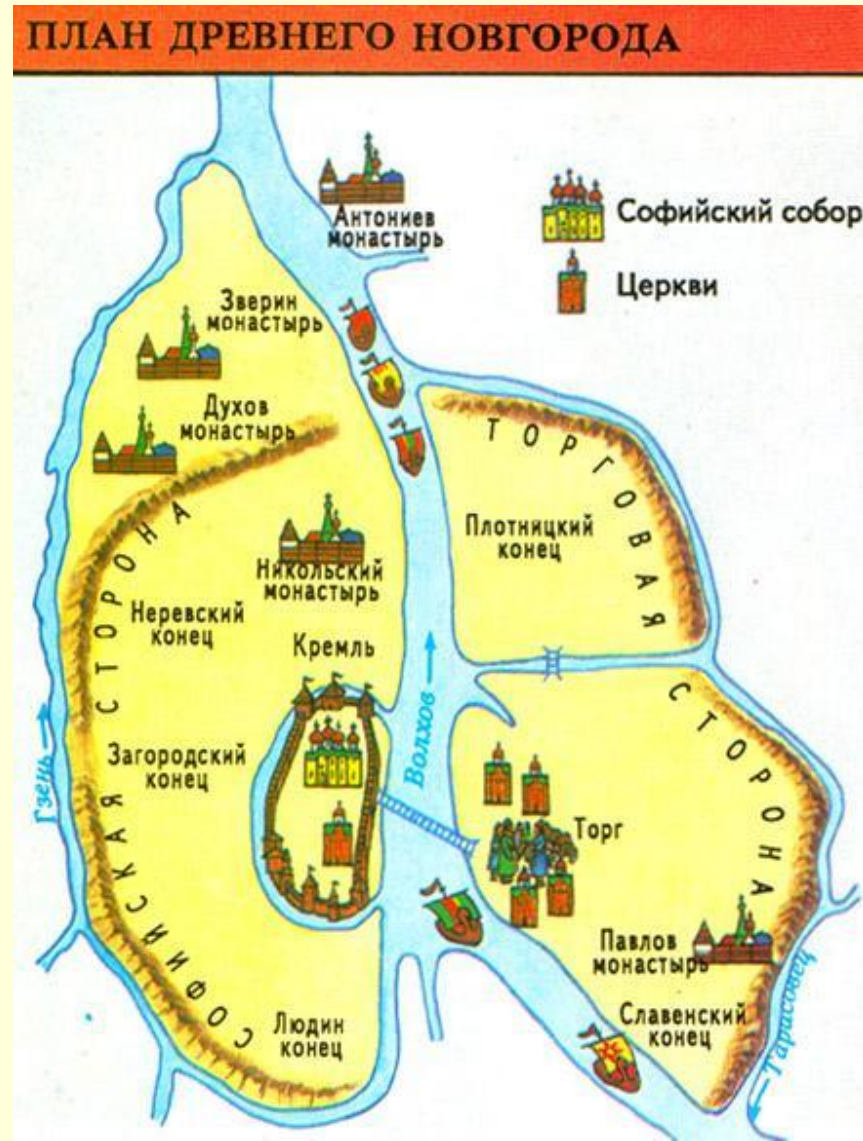 ПЛАН ДРЕВНЕГО НОВГОРОДА
Антониев
монастырь
Софийский собор
Церкви
Зверин
монастырь
Духов
монастырь
ТОРГОВАЯ
СТОРОНА
Плотницкий
конец
Никольский
монастырь
Неревский
конец
Кремль
СОФИЙСКАЯ СТОРОНА
Загородский
конец
Гзень
Волхов
Торг
Павлов
монастырь
Славенский
конец
Тарасовец
Людин
конец